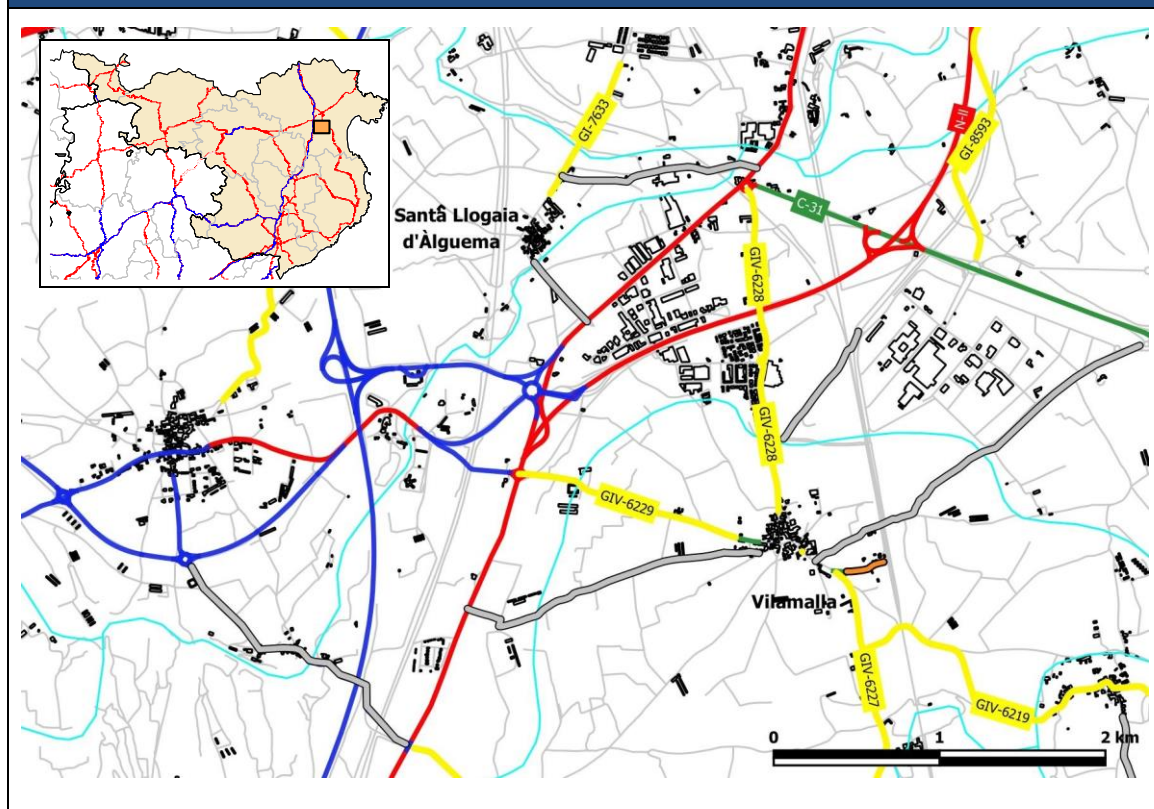 N-II
GI-7633
GI-8593
C-31
Santa Llogaia
d'Àlguema
GIV-6228
GIV-6228
GIV-6229
Vilamalla
GIV-6227
GIV-6219
0 1 2 km